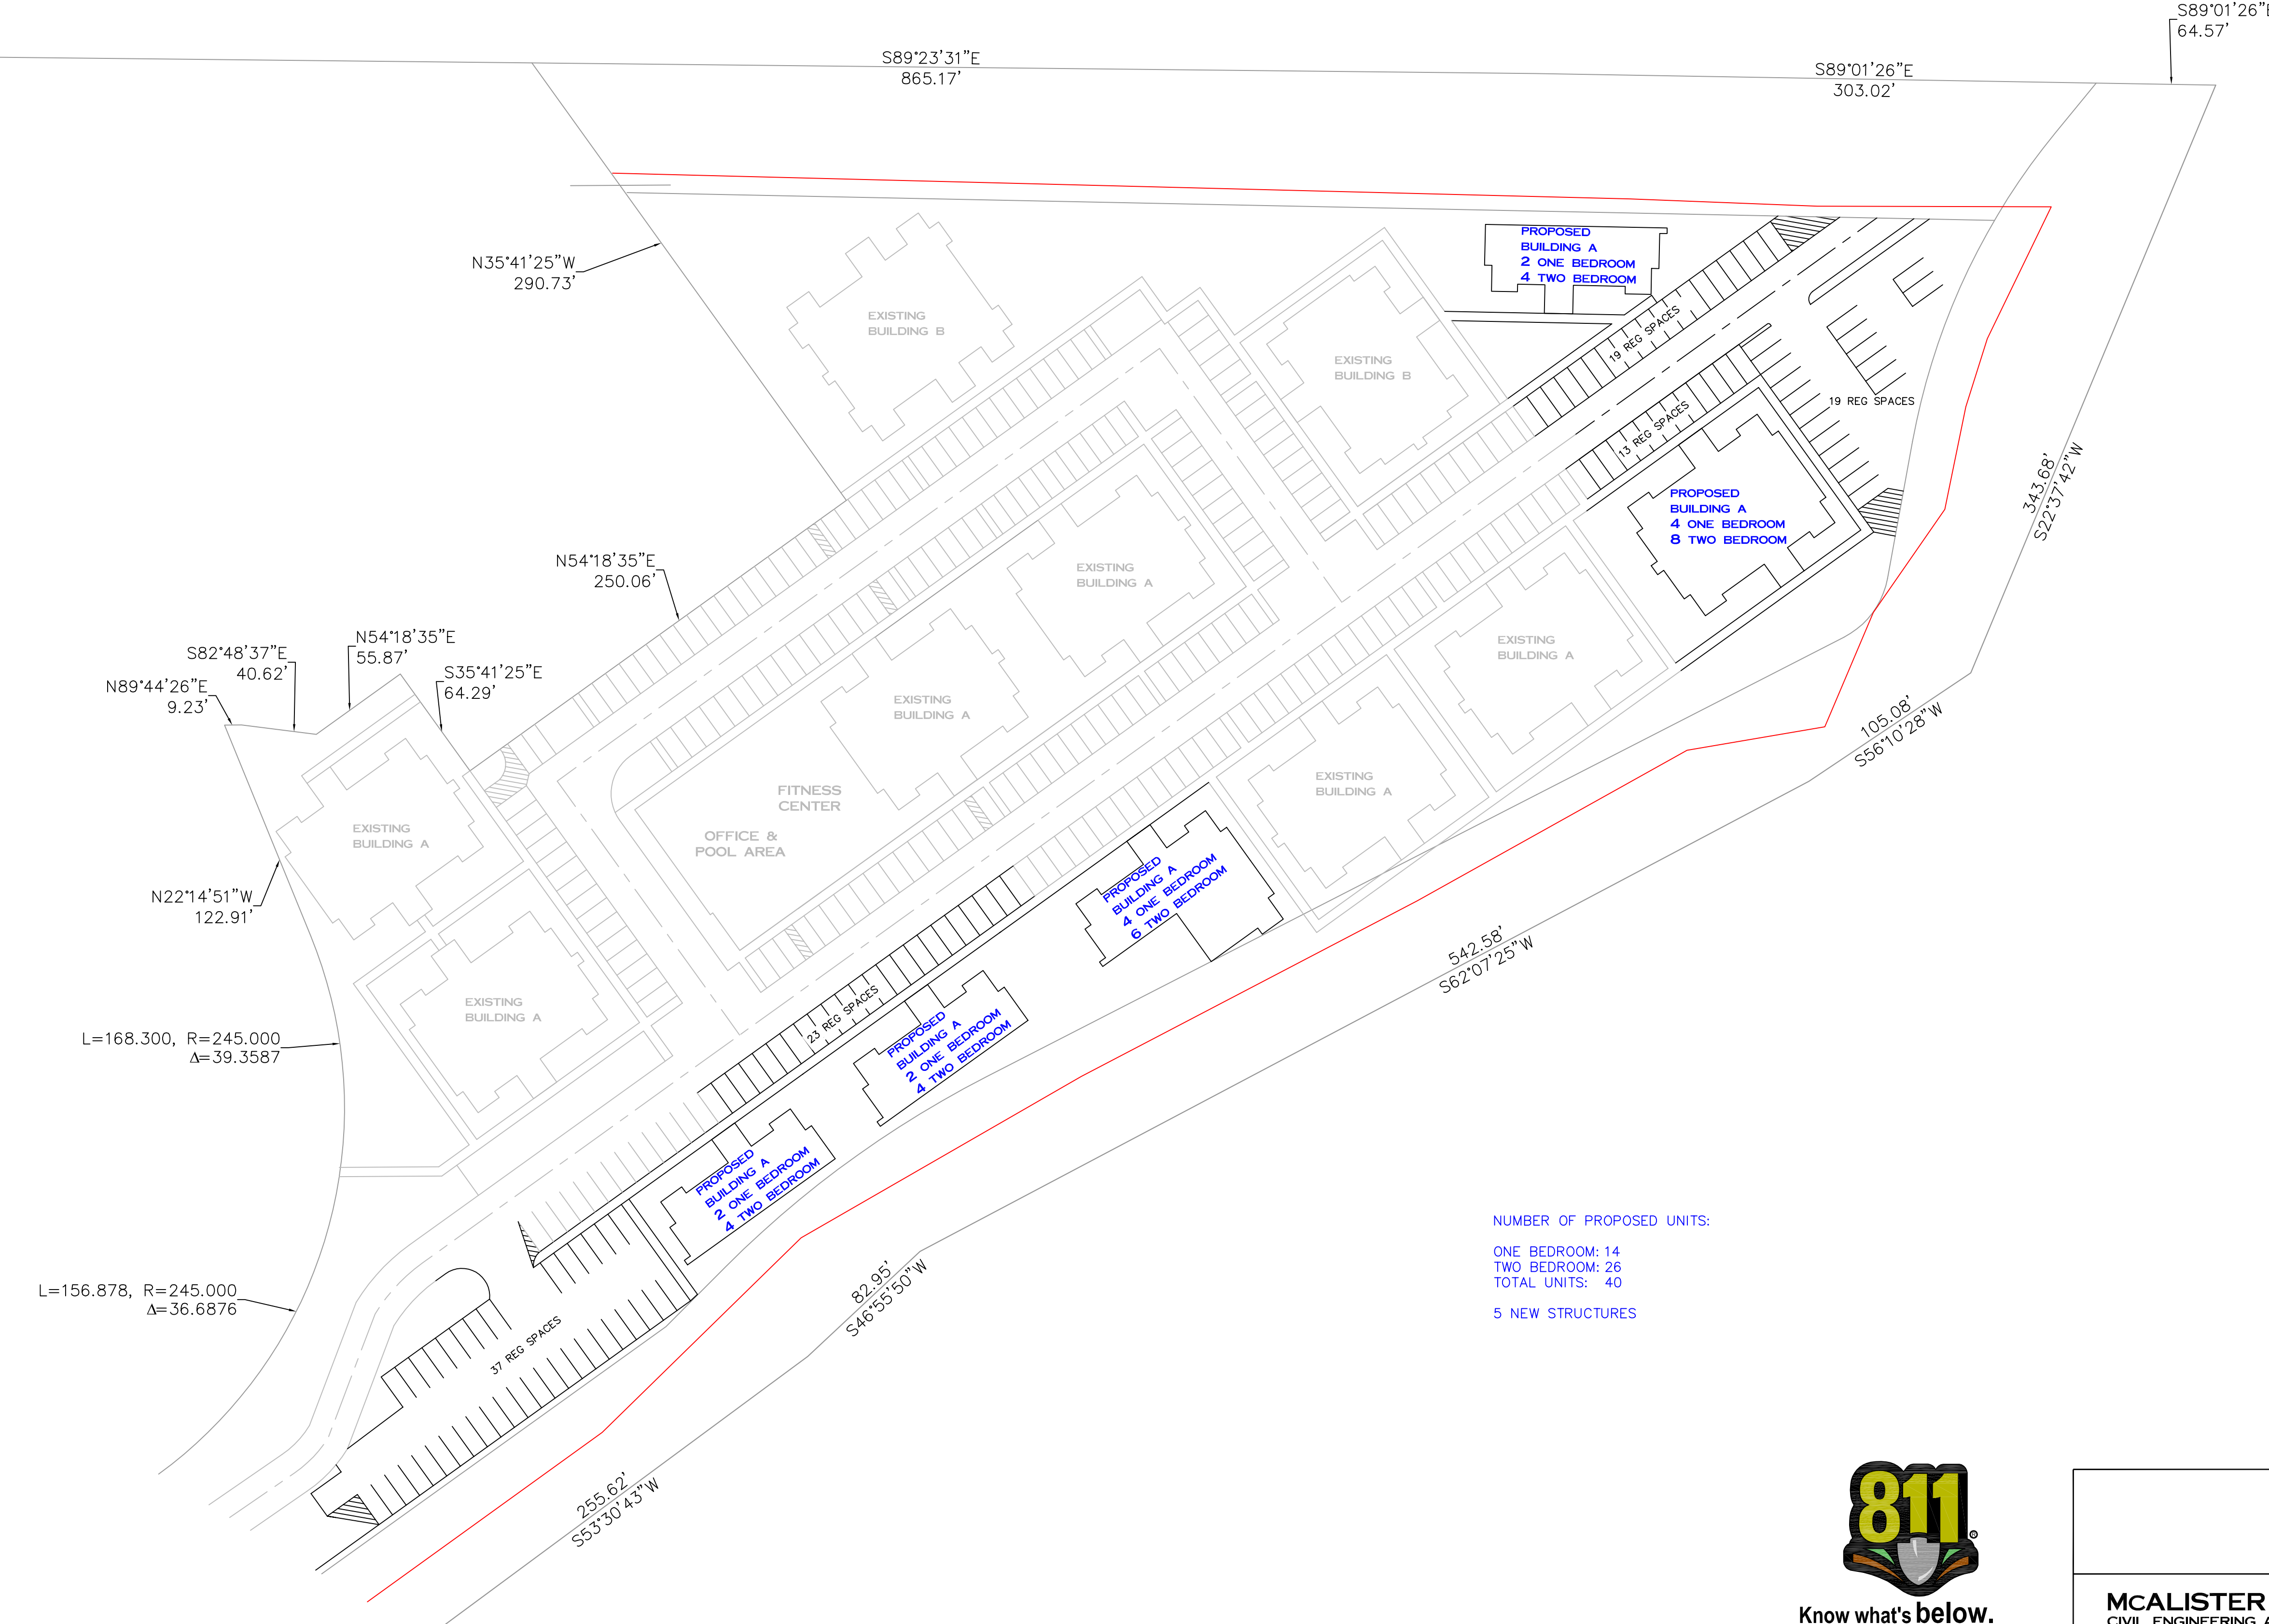 S89°01'26"E
64.57'
S89°23'31"E
865.17'
S89°01'26"E
303.02'
N35°41'25"W
290.73'
PROPOSED
BUILDING A
2 ONE BEDROOM
4 TWO BEDROOM
EXISTING
BUILDING B
EXISTING
BUILDING B
19 REG SPACES
13 REG SPACES
19 REG SPACES
343.68'
S22°37'42"W
PROPOSED
BUILDING A
4 ONE BEDROOM
8 TWO BEDROOM
N54°18'35"E
250.06'
EXISTING
BUILDING A
EXISTING
BUILDING A
N54°18'35"E
55.87'
S82°48'37"E
40.62'
S35°41'25"E
64.29'
N89°44'26"E
9.23'
EXISTING
BUILDING A
105.08'
S56°10'28"W
EXISTING
BUILDING A
FITNESS
CENTER
OFFICE &
POOL AREA
EXISTING
BUILDING A
N22°14'51"W
122.91'
PROPOSED
BUILDING A
4 ONE BEDROOM
6 TWO BEDROOM
542.58'
S62°07'25"W
EXISTING
BUILDING A
23 REG SPACES
PROPOSED
BUILDING A
2 ONE BEDROOM
4 TWO BEDROOM
L=168.300, R=245.000
Δ=39.3587
PROPOSED
BUILDING A
2 ONE BEDROOM
4 TWO BEDROOM
NUMBER OF PROPOSED UNITS:
ONE BEDROOM: 14
TWO BEDROOM: 26
TOTAL UNITS: 40
5 NEW STRUCTURES
L=156.878, R=245.000
Δ=36.6876
82.95'
S46°55'50"W
37 REG SPACES
255.62'
S53°30'43"W
811®
Know what's below.
MCALISTER
CIVIL ENGINEERING